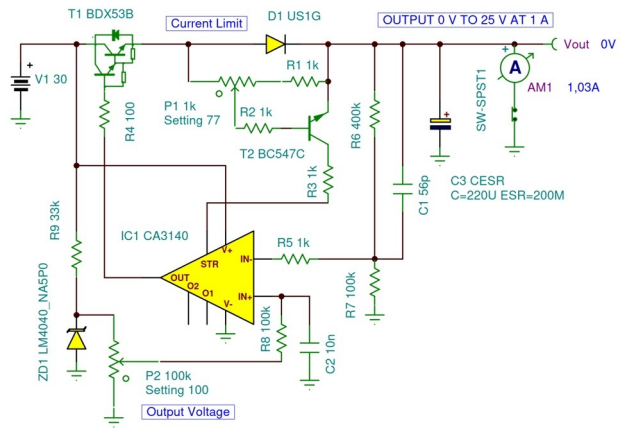 T1 BDX53B
Current Limit
D1 US1G
OUTPUT 0 V TO 25 V AT 1 A
+
V1 30
R4 100
P1 1k
Setting 77
R1 1k
R2 1k
T2 BC547C
R3 1k
R6 400k
C1 56p
+
C3 CESR
C=220U ESR=200M
SW-SPST1
+
A
AM1 1,03A
Vout 0V
R9 33k
IC1 CA3140
STR
V+
IN-
OUT
O2
O1
V-
IN+
R5 1k
R7 100k
R8 100k
C2 10n
ZD1 LM4040_NA5P0
P2 100k
Setting 100
Output Voltage